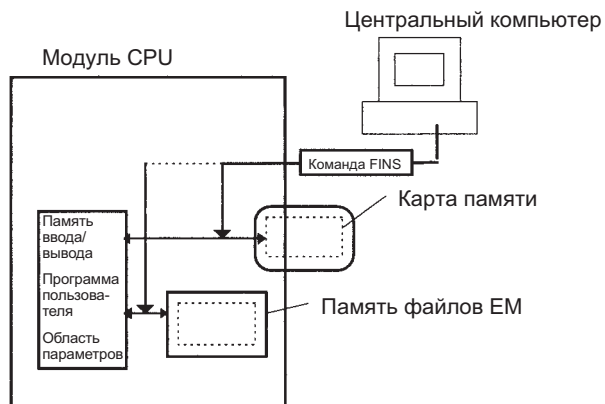 Центральный компьютер
Модуль CPU
Команда FINS
Карта памяти
Память
ввода/
вывода
Программа
пользова-
теля
Область
параметров
Память файлов EM